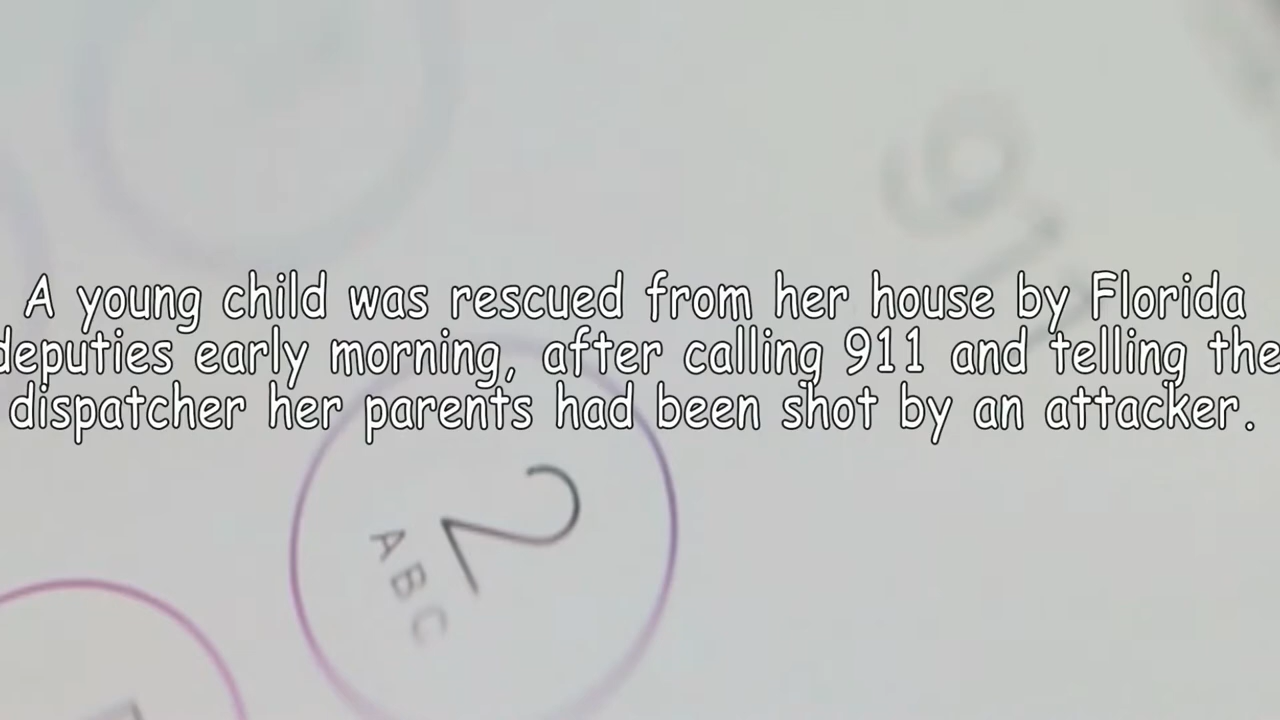 91
A young child was rescued from her house by Florida
deputies early morning, after calling 911 and telling the
dispatcher her parents had been shot by an attacker.
2
ABC